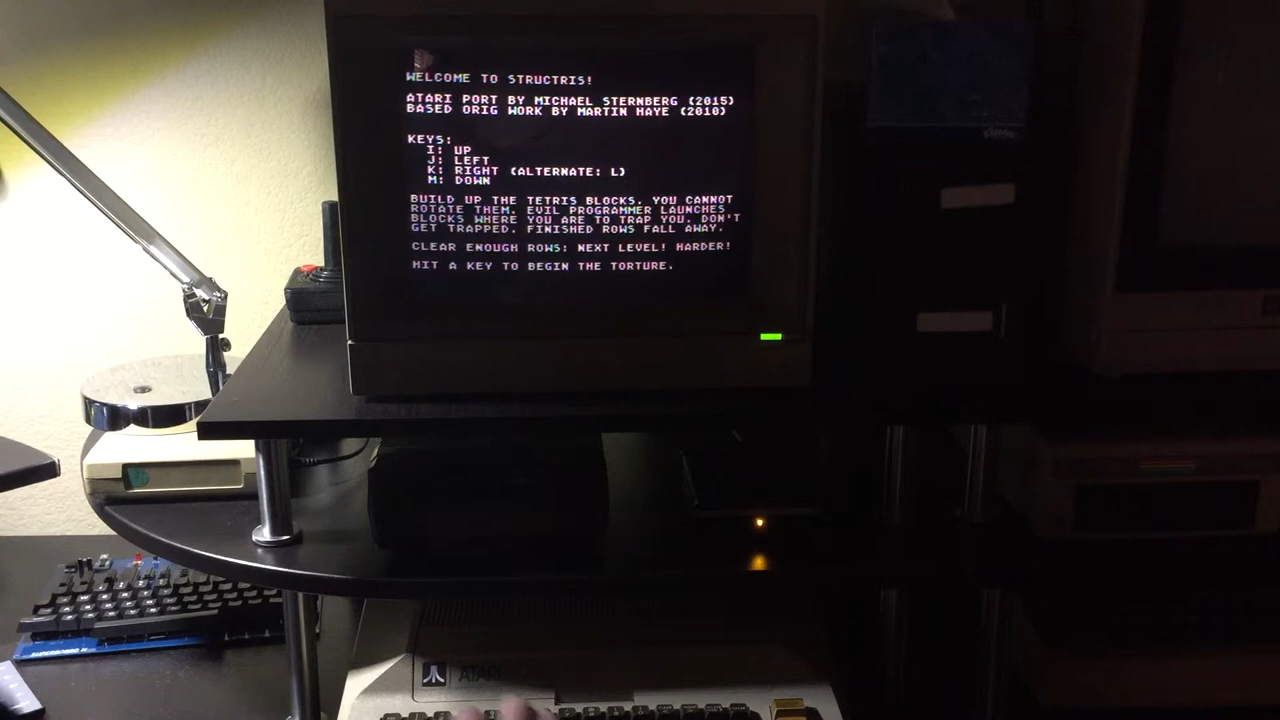 WELCOME TO STRUCTRIS!
ATARI PORT BY MICHAEL STERNBERG (2015)
BASED ORIG WORK BY MARTIN HAYE (2010)
KEYS:
I: UP
J: LEFT
K: RIGHT (ALTERNATE: L)
M: DOWN
BUILD UP THE TETRIS BLOCKS. YOU CANNOT
ROTATE THEM. EVIL PROGRAMMER LAUNCHES
BLOCKS WHERE YOU ARE TO TRAP YOU. DON'T
GET TRAPPED. FINISHED ROWS FALL AWAY.
CLEAR ENOUGH ROWS: NEXT LEVEL! HARDER!
HIT A KEY TO BEGIN THE TORTURE.
Kleenex
ATARI